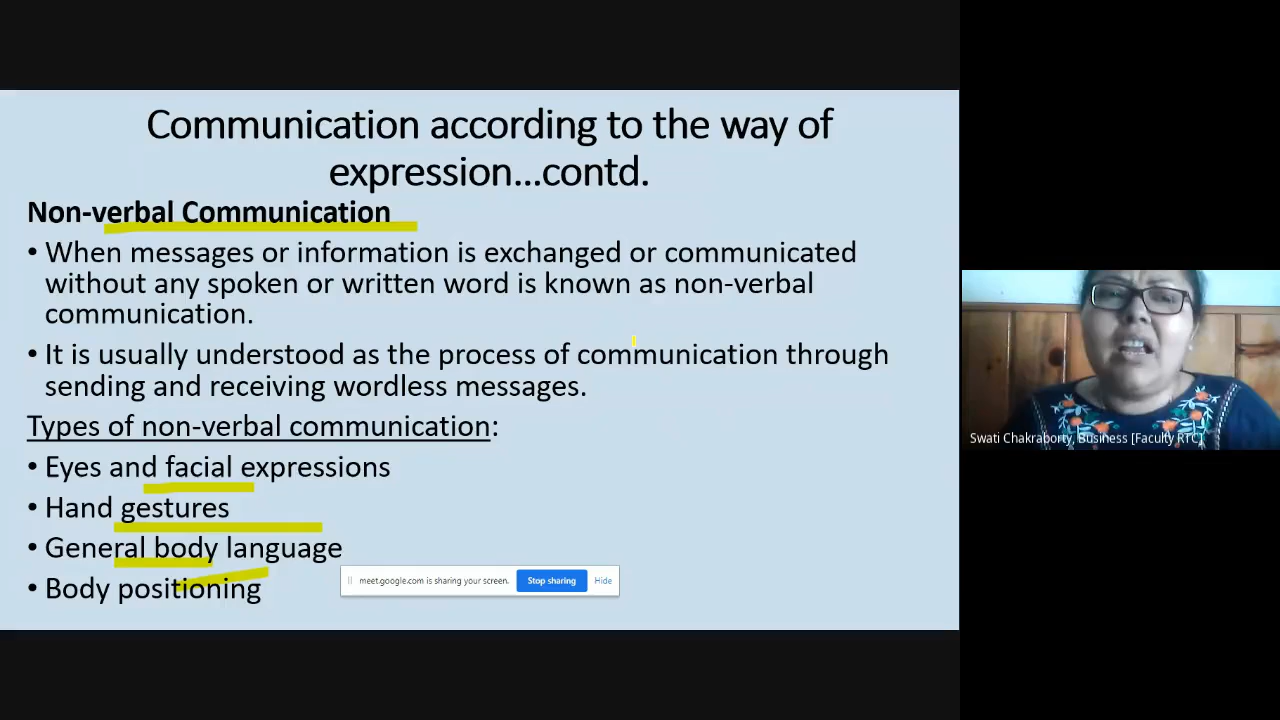 Communication according to the way of
expression...contd.
Non-verbal Communication
• When messages or information is exchanged or communicated
without any spoken or written word is known as non-verbal
communication.
• It is usually understood as the process of communication through
sending and receiving wordless messages.
Types of non-verbal communication:
• Eyes and facial expressions
• Hand gestures
• General body language
• Body positioning
meet.google.com is sharing your screen. Stop sharing Hide
Swati Chakraborty, Business [Faculty RTC]